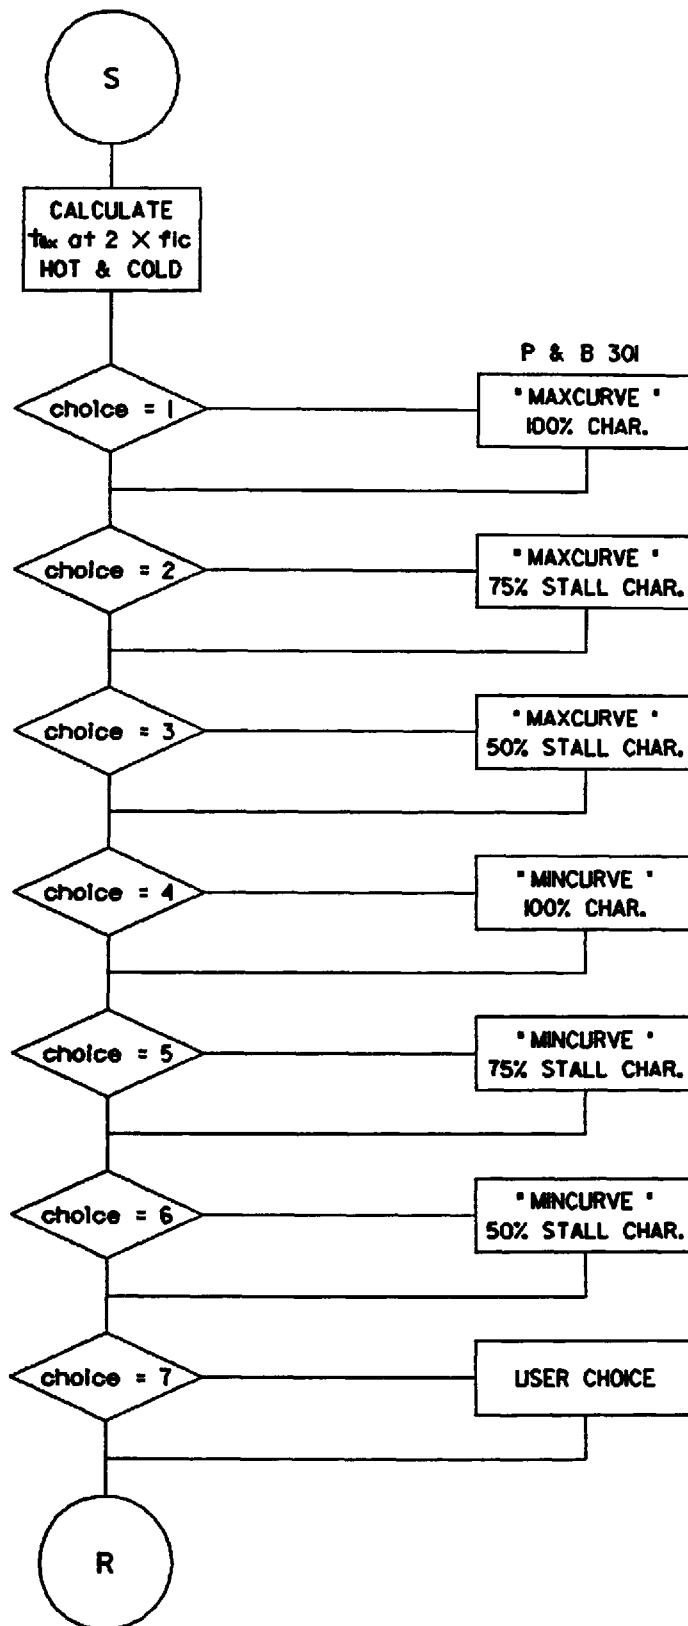 S
CALCULATE
at 2 X flc
HOT & COLD
P & B 301
choice = 1
"MAXCURVE"
100% CHAR.
choice = 2
"MAXCURVE"
75% STALL CHAR.
choice = 3
"MAXCURVE"
50% STALL CHAR.
choice = 4
"MINCURVE"
100% CHAR.
choice = 5
"MINCURVE"
75% STALL CHAR.
choice = 6
"MINCURVE"
50% STALL CHAR.
choice = 7
USER CHOICE
R